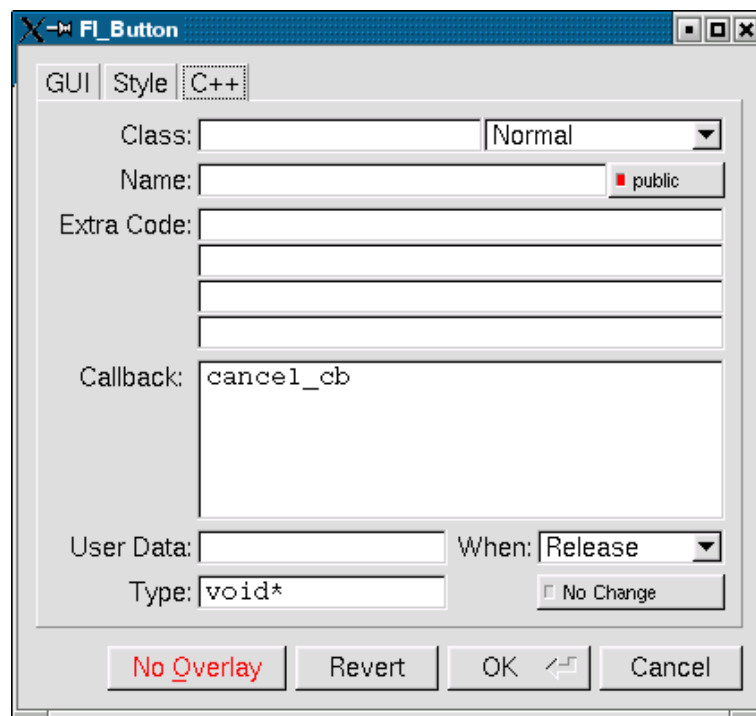 Fl_Button
GUI Style C++
Class: Normal
Name: public
Extra Code:
Callback: cancel_cb
User Data: When: Release
Type: void* No Change
No Overlay Revert OK Cancel